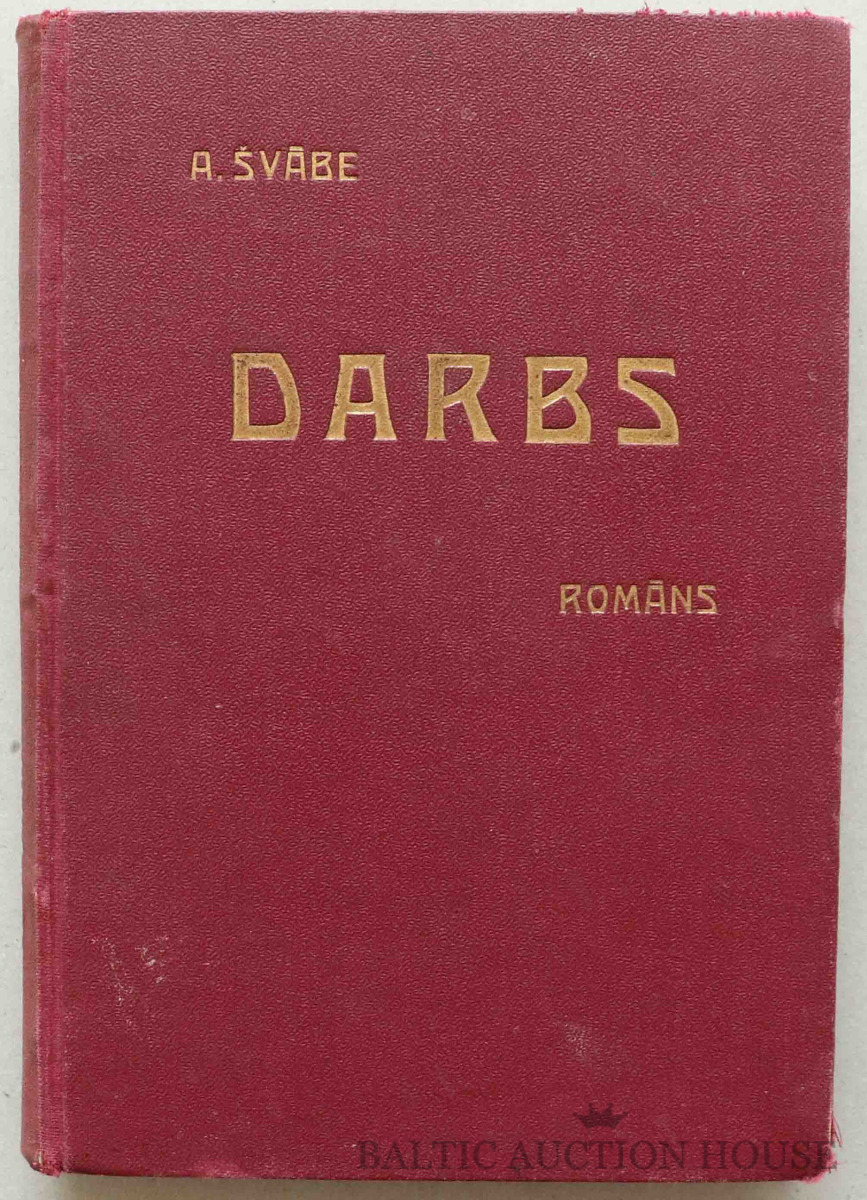 A. ŠVĀBE
DARBS
ROMĀNS
BALTIC AUCTION HOUSE